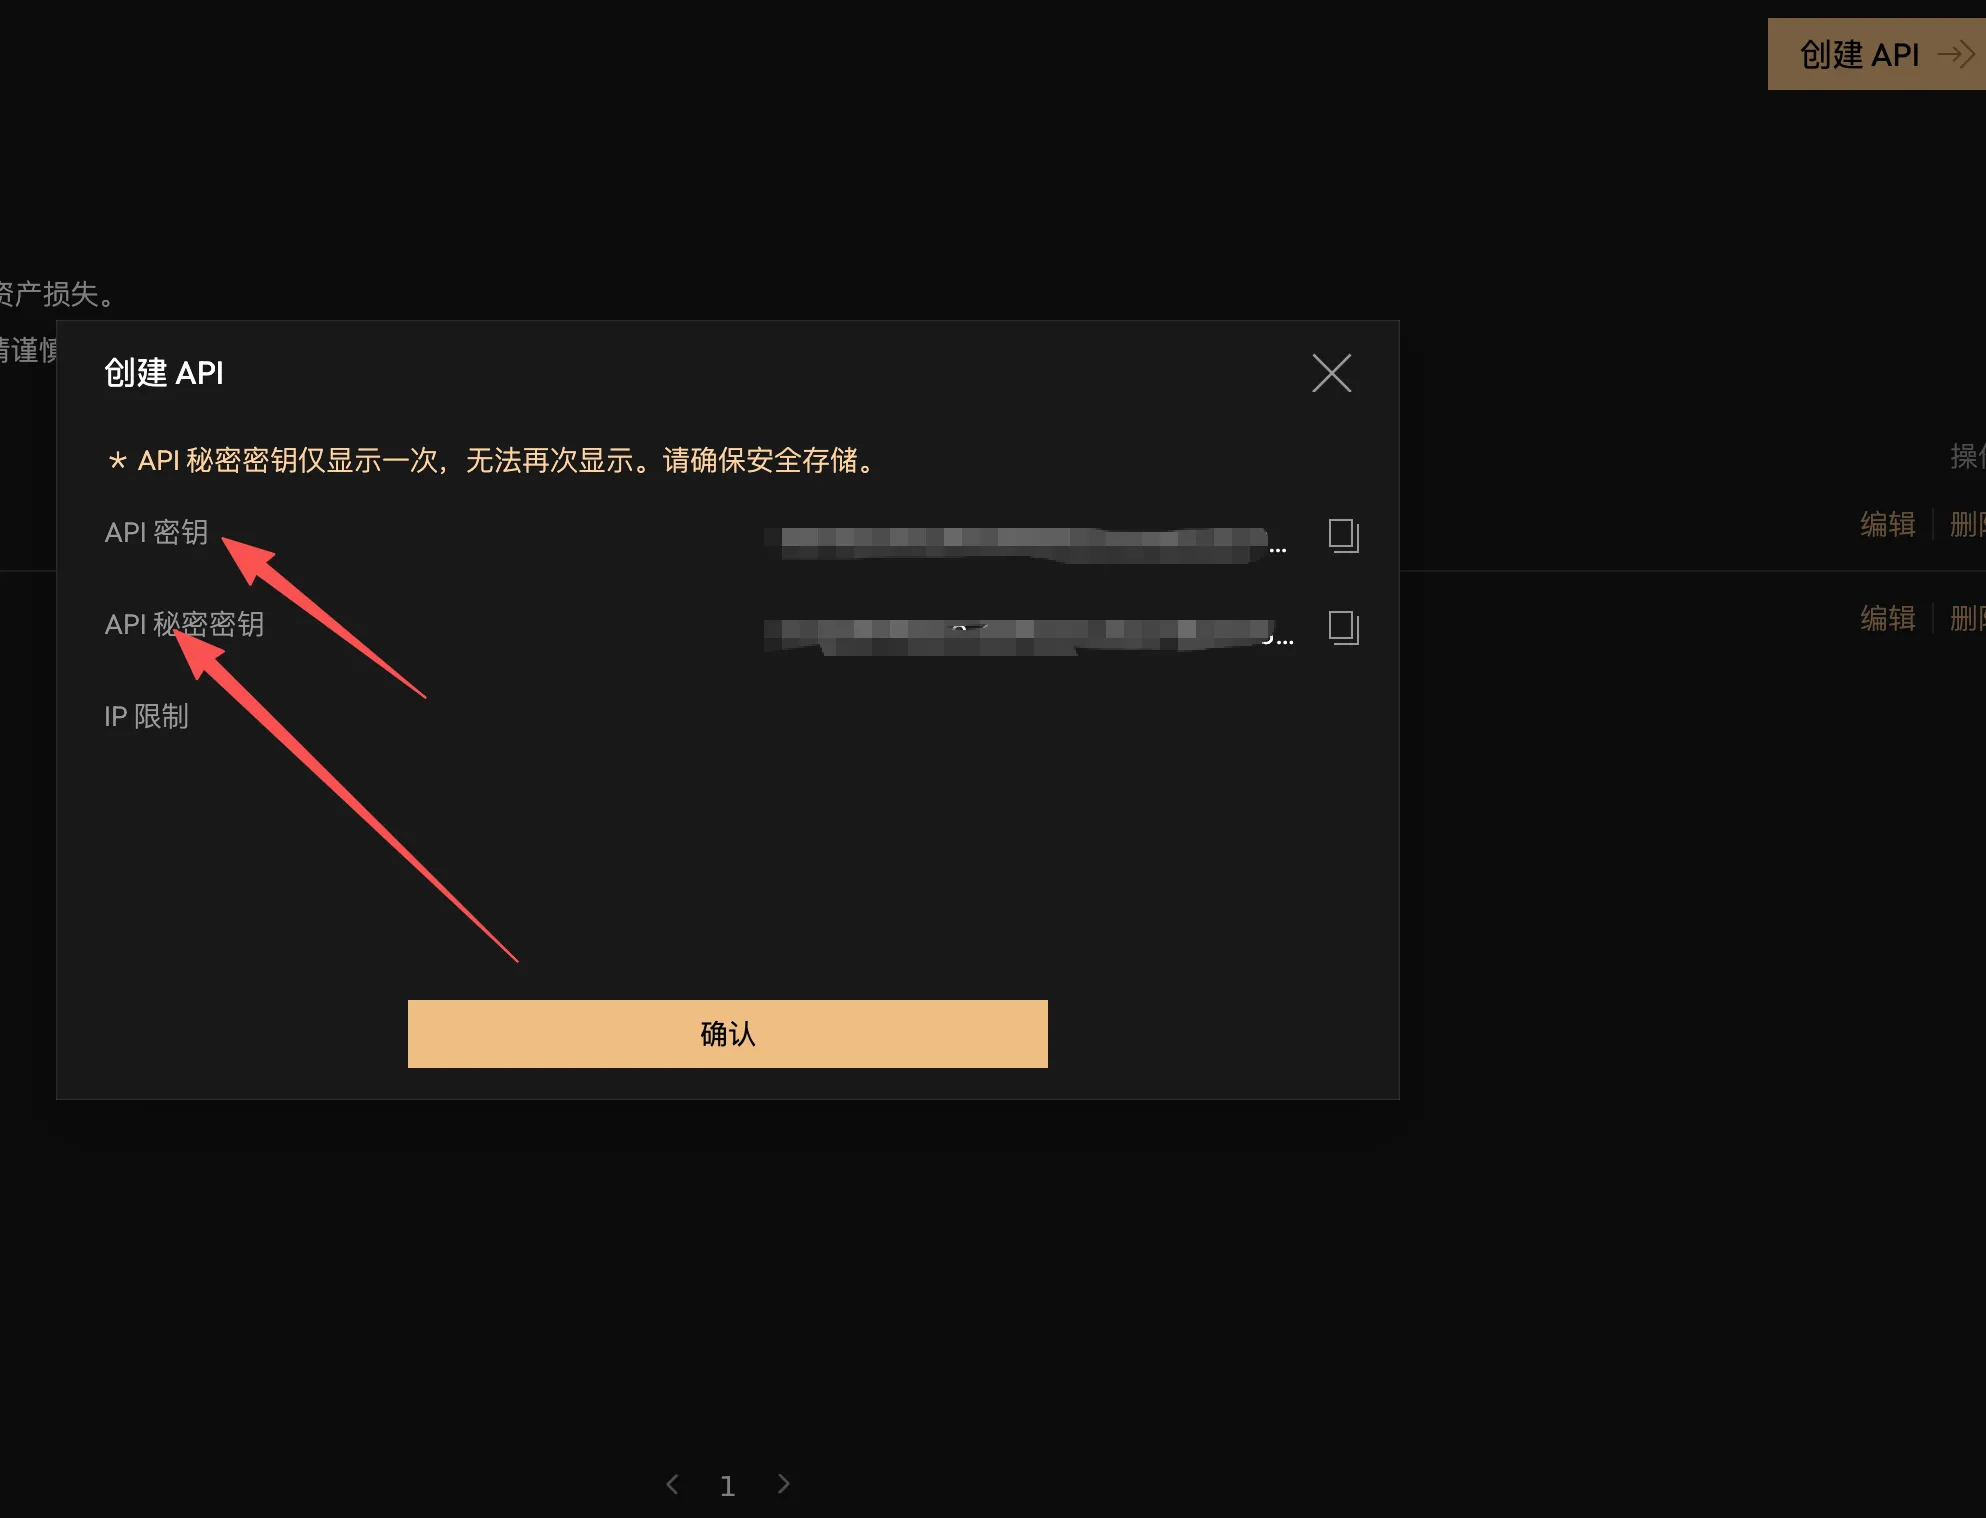 创建 API
资产损失。
请谨慎
创建 API
* API 秘密密钥仅显示一次，无法再次显示。请确保安全存储。
API 密钥
...
API 秘密密钥
...
IP 限制
确认
操作
编辑 删除
编辑 删除
1